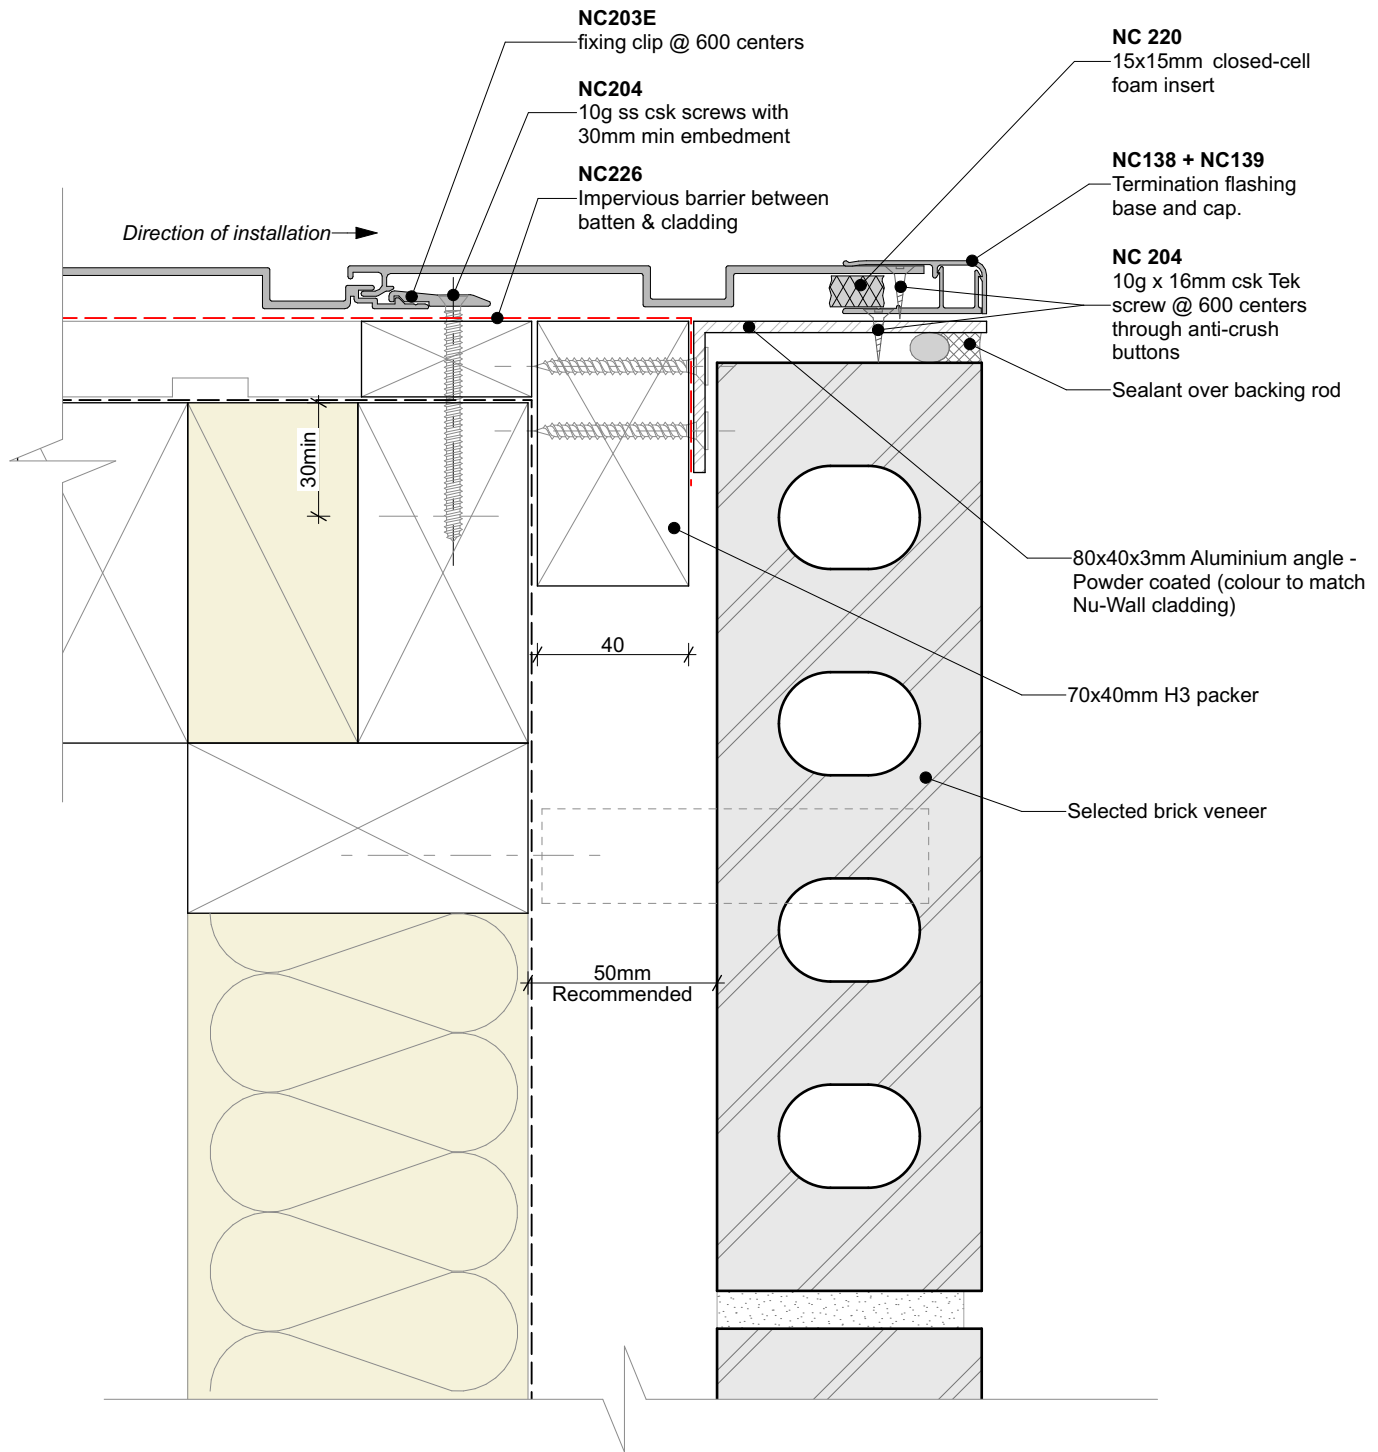 NC203E
fixing clip @ 600 centers
NC204
10g ss csk screws with
30mm min embedment
NC226
Impervious barrier between
batten & cladding
Direction of installation
NC 220
15x15mm closed-cell
foam insert
NC138 + NC139
Termination flashing
base and cap.
NC 204
10g x 16mm csk Tek
screw @ 600 centers
through anti-crush
buttons
Sealant over backing rod
30min
80x40x3mm Aluminium angle -
Powder coated (colour to match
Nu-Wall cladding)
40
70x40mm H3 packer
Selected brick veneer
50mm
Recommended